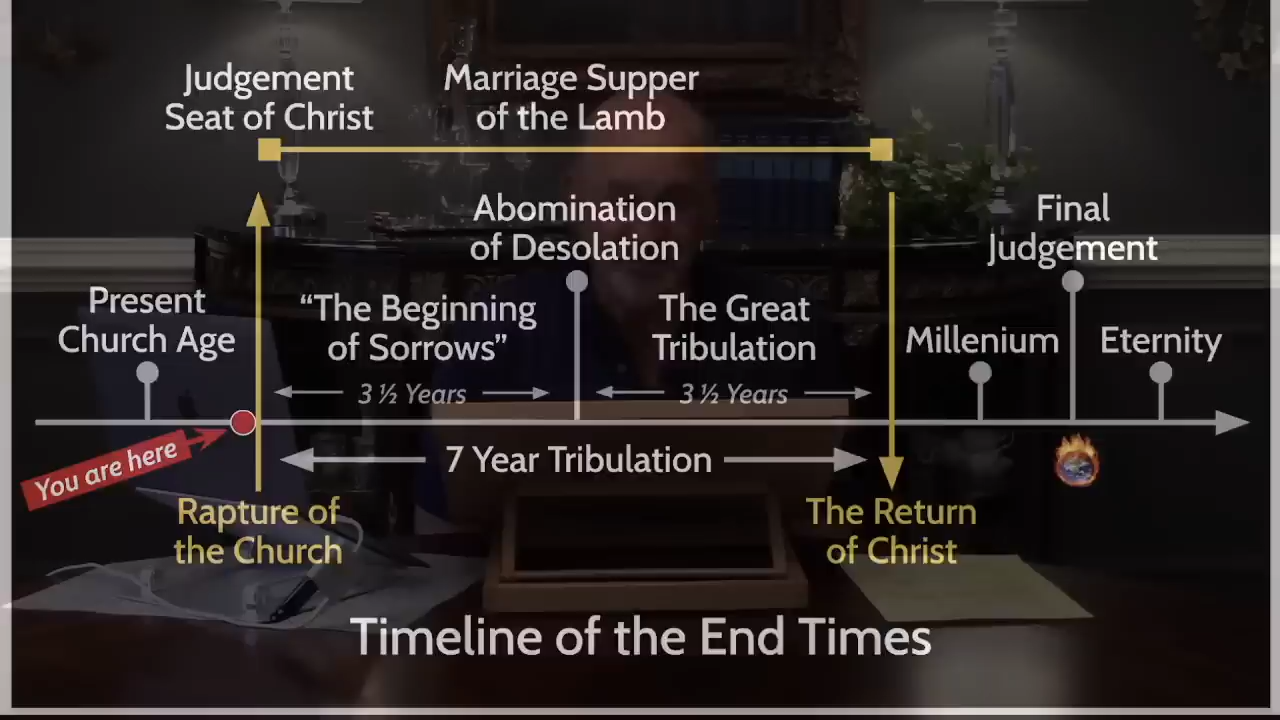 Judgement
Seat of Christ
Marriage Supper
of the Lamb
Abomination
of Desolation
Final
Judgement
Present
Church Age
“The Beginning
of Sorrows”
The Great
Tribulation
Millenium
Eternity
3 ½ Years
3 ½ Years
You are here
7 Year Tribulation
Rapture of
the Church
The Return
of Christ
Timeline of the End Times